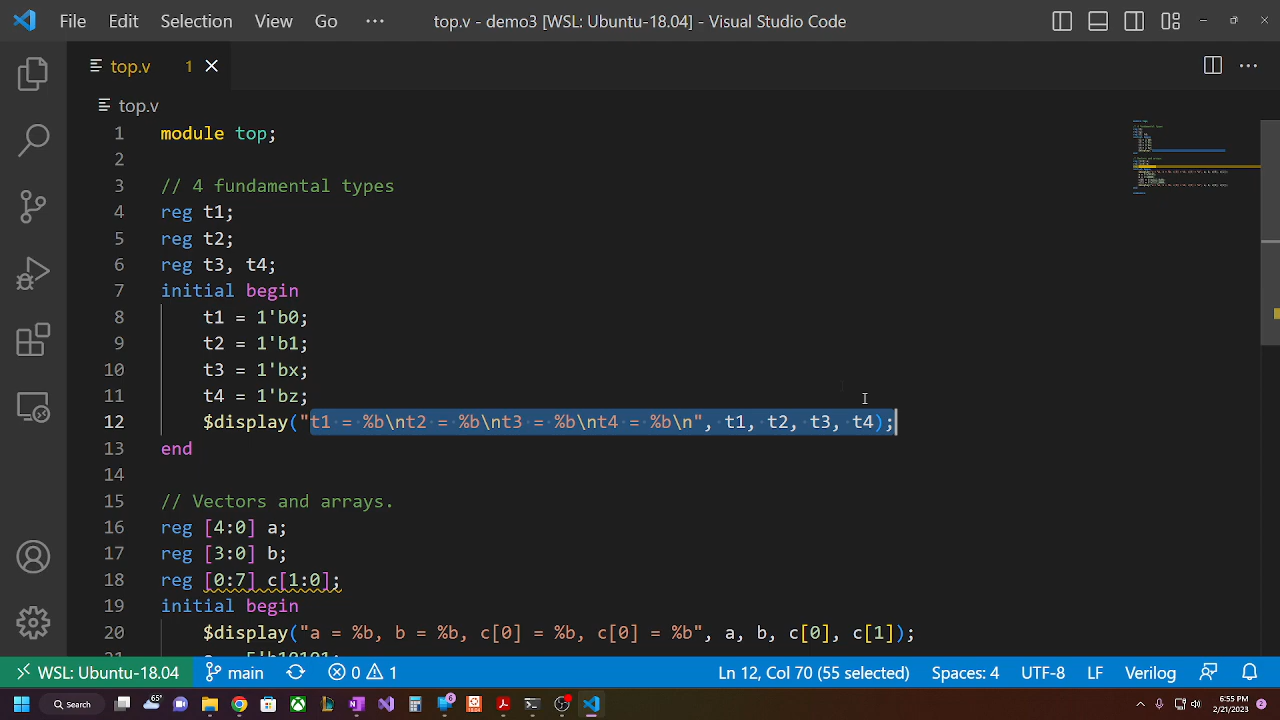 File Edit Selection View Go ··· top.v - demo3 [WSL: Ubuntu-18.04] - Visual Studio Code
top.v 1
top.v
1 module top;
2
3 // 4 fundamental types
4 reg t1;
5 reg t2;
6 reg t3, t4;
7 initial begin
8 t1 = 1'b0;
9 t2 = 1'b1;
10 t3 = 1'bx;
11 t4 = 1'bz;
12 $display("t1 = %b\nt2 = %b\nt3 = %b\nt4 = %b\n", t1, t2, t3, t4);
13 end
14
15 // Vectors and arrays.
16 reg [4:0] a;
17 reg [3:0] b;
18 reg [0:7] c[1:0];
19 initial begin
20 $display("a = %b, b = %b, c[0] = %b, c[0] = %b", a, b, c[0], c[1]);
WSL: Ubuntu-18.04 main 0 1 Ln 12, Col 70 (55 selected) Spaces: 4 UTF-8 LF Verilog
Search 65° 6 6:55 PM
2/21/2023 2